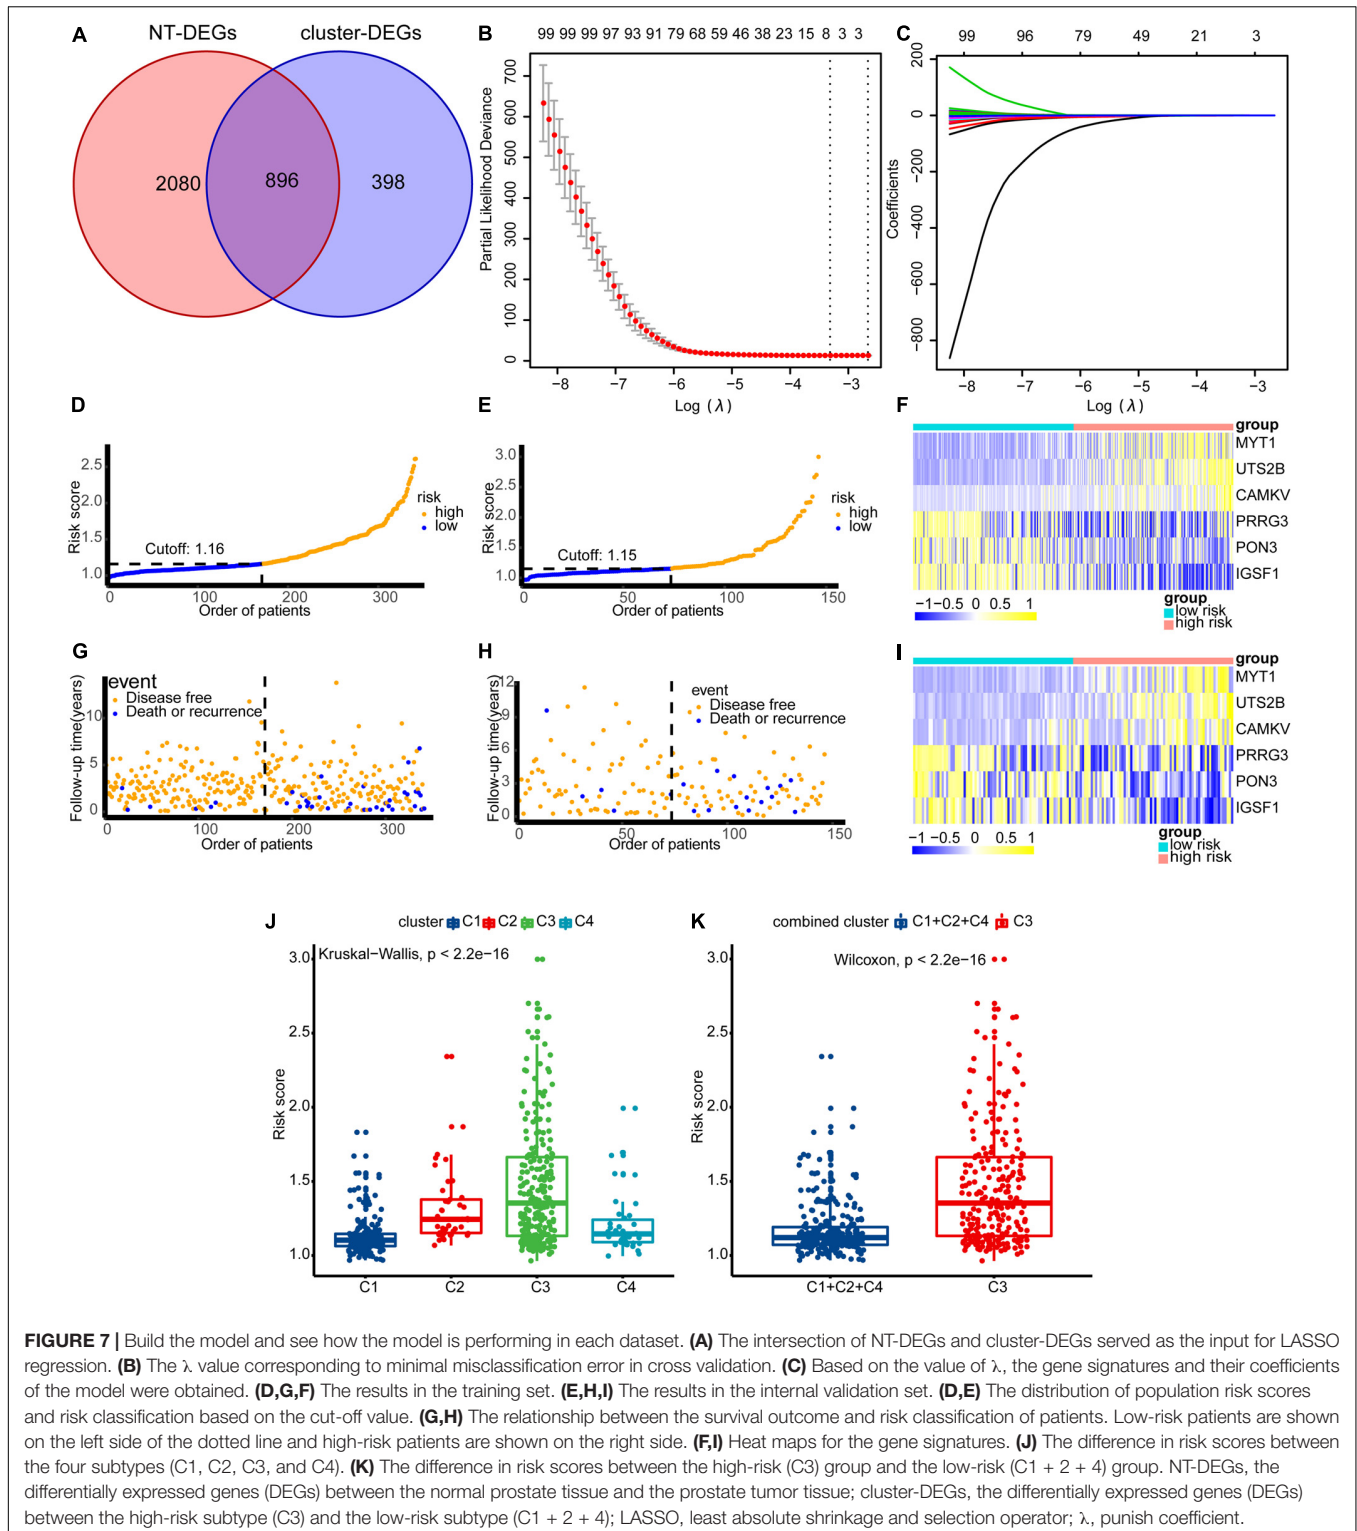 A
NT-DEGs
cluster-DEGs
2080
896
398
B
99 99 99 97 93 91 79 68 59 46 38 23 15 8 3 3
Partial Likelihood Deviance
700
600
500
400
300
200
100
0
−8 −7 −6 −5 −4 −3
Log (λ)
C
99 96 79 49 21 3
Coefficients
200
0
−200
−400
−600
−800
−8 −7 −6 −5 −4 −3
Log (λ)
D
Risk score
2.5
2.0
1.5
1.0
Cutoff: 1.16
risk
high
low
0 100 200 300
Order of patients
E
Risk score
3.0
2.5
2.0
1.5
1.0
Cutoff: 1.15
risk
high
low
0 50 100 150
Order of patients
F
group
MYT1
UTS2B
CAMKV
PRRG3
PON3
IGSF1
−1 −0.5 0 0.5 1
group
low risk
high risk
G
event
Disease free
Death or recurrence
Follow-up time(years)
10
5
0
0 100 200 300
Order of patients
H
event
Disease free
Death or recurrence
Follow-up time(years)
12
9
6
3
0
0 50 100 150
Order of patients
I
group
MYT1
UTS2B
CAMKV
PRRG3
PON3
IGSF1
−1 −0.5 0 0.5 1
group
low risk
high risk
J
cluster C1 C2 C3 C4
Kruskal−Wallis, p < 2.2e−16
Risk score
3.0
2.5
2.0
1.5
1.0
C1 C2 C3 C4
K
combined cluster C1+C2+C4 C3
Wilcoxon, p < 2.2e−16
Risk score
3.0
2.5
2.0
1.5
1.0
C1+C2+C4 C3
FIGURE 7 | Build the model and see how the model is performing in each dataset. (A) The intersection of NT-DEGs and cluster-DEGs served as the input for LASSO
regression. (B) The λ value corresponding to minimal misclassification error in cross validation. (C) Based on the value of λ, the gene signatures and their coefficients
of the model were obtained. (D,G,F) The results in the training set. (E,H,I) The results in the internal validation set. (D,E) The distribution of population risk scores
and risk classification based on the cut-off value. (G,H) The relationship between the survival outcome and risk classification of patients. Low-risk patients are shown
on the left side of the dotted line and high-risk patients are shown on the right side. (F,I) Heat maps for the gene signatures. (J) The difference in risk scores between
the four subtypes (C1, C2, C3, and C4). (K) The difference in risk scores between the high-risk (C3) group and the low-risk (C1 + 2 + 4) group. NT-DEGs, the
differentially expressed genes (DEGs) between the normal prostate tissue and the prostate tumor tissue; cluster-DEGs, the differentially expressed genes (DEGs)
between the high-risk subtype (C3) and the low-risk subtype (C1 + 2 + 4); LASSO, least absolute shrinkage and selection operator; λ, punish coefficient.